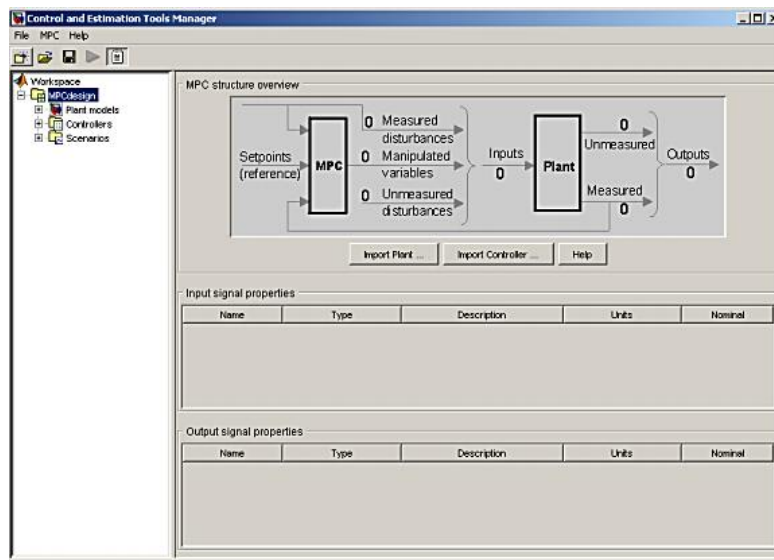 Control and Estimation Tools Manager
File MPC Help
Workspace
MPCdesign
Plant models
Controllers
Scenarios
MPC structure overview
0 Measured
disturbances
Setpoints
(reference)
MPC
0 Manipulated
variables
0 Unmeasured
disturbances
Inputs
0
Plant
0
Unmeasured
Measured
0
Outputs
0
Import Plant ...
Import Controller ...
Help
Input signal properties
Name Type Description Units Nominal
Output signal properties
Name Type Description Units Nominal